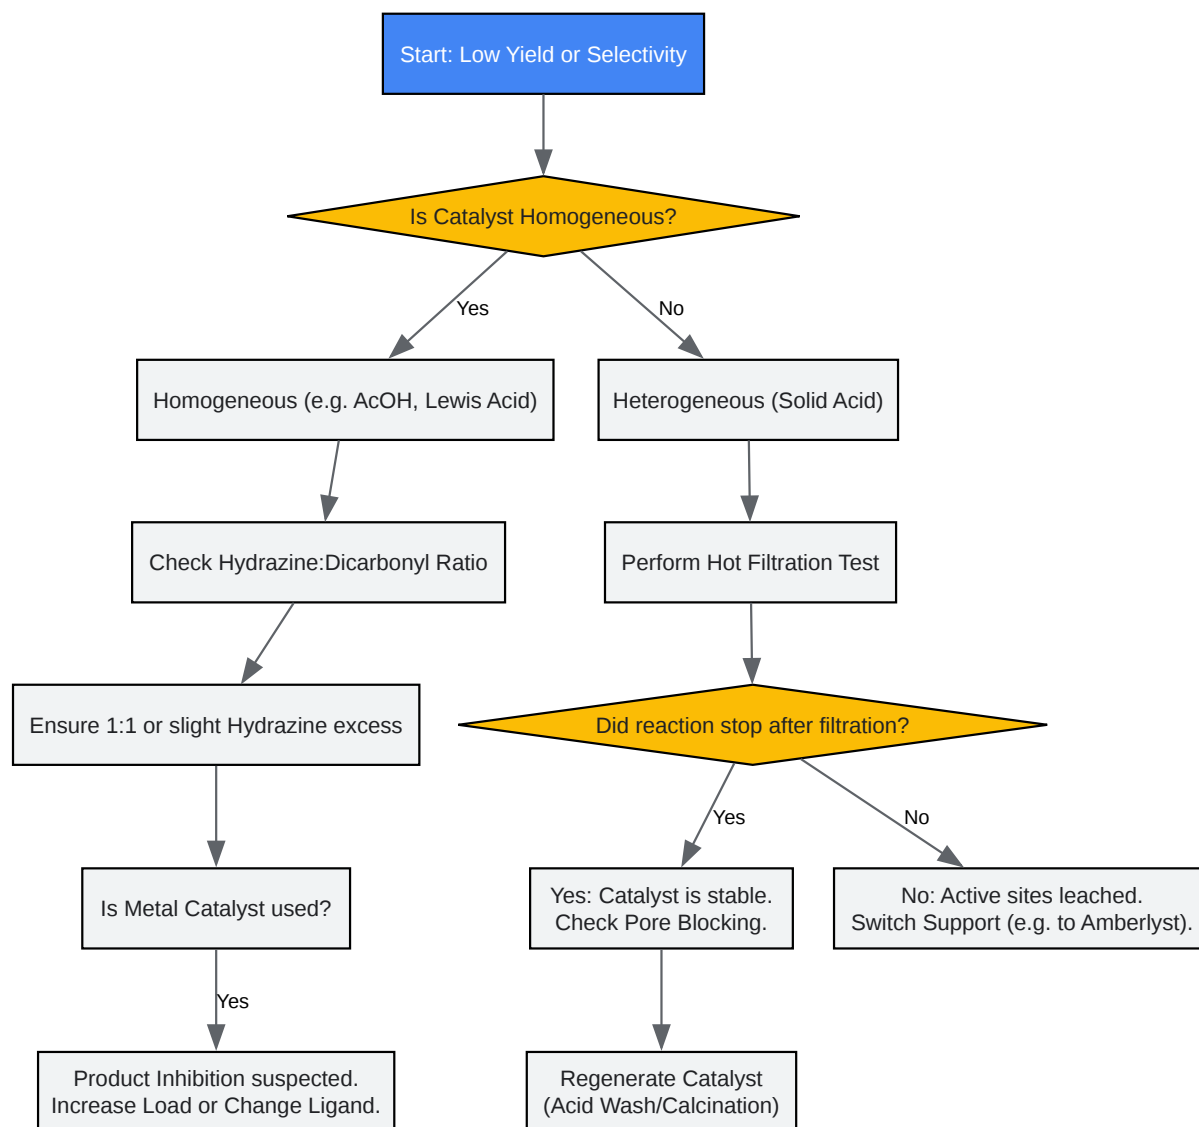 Start: Low Yield or Selectivity
Is Catalyst Homogeneous?
Yes
No
Homogeneous (e.g. AcOH, Lewis Acid)
Heterogeneous (Solid Acid)
Check Hydrazine:Dicarbonyl Ratio
Perform Hot Filtration Test
Ensure 1:1 or slight Hydrazine excess
Did reaction stop after filtration?
Yes
No
Is Metal Catalyst used?
Yes: Catalyst is stable.
Check Pore Blocking.
No: Active sites leached.
Switch Support (e.g. to Amberlyst).
Yes
Product Inhibition suspected.
Increase Load or Change Ligand.
Regenerate Catalyst
(Acid Wash/Calcination)